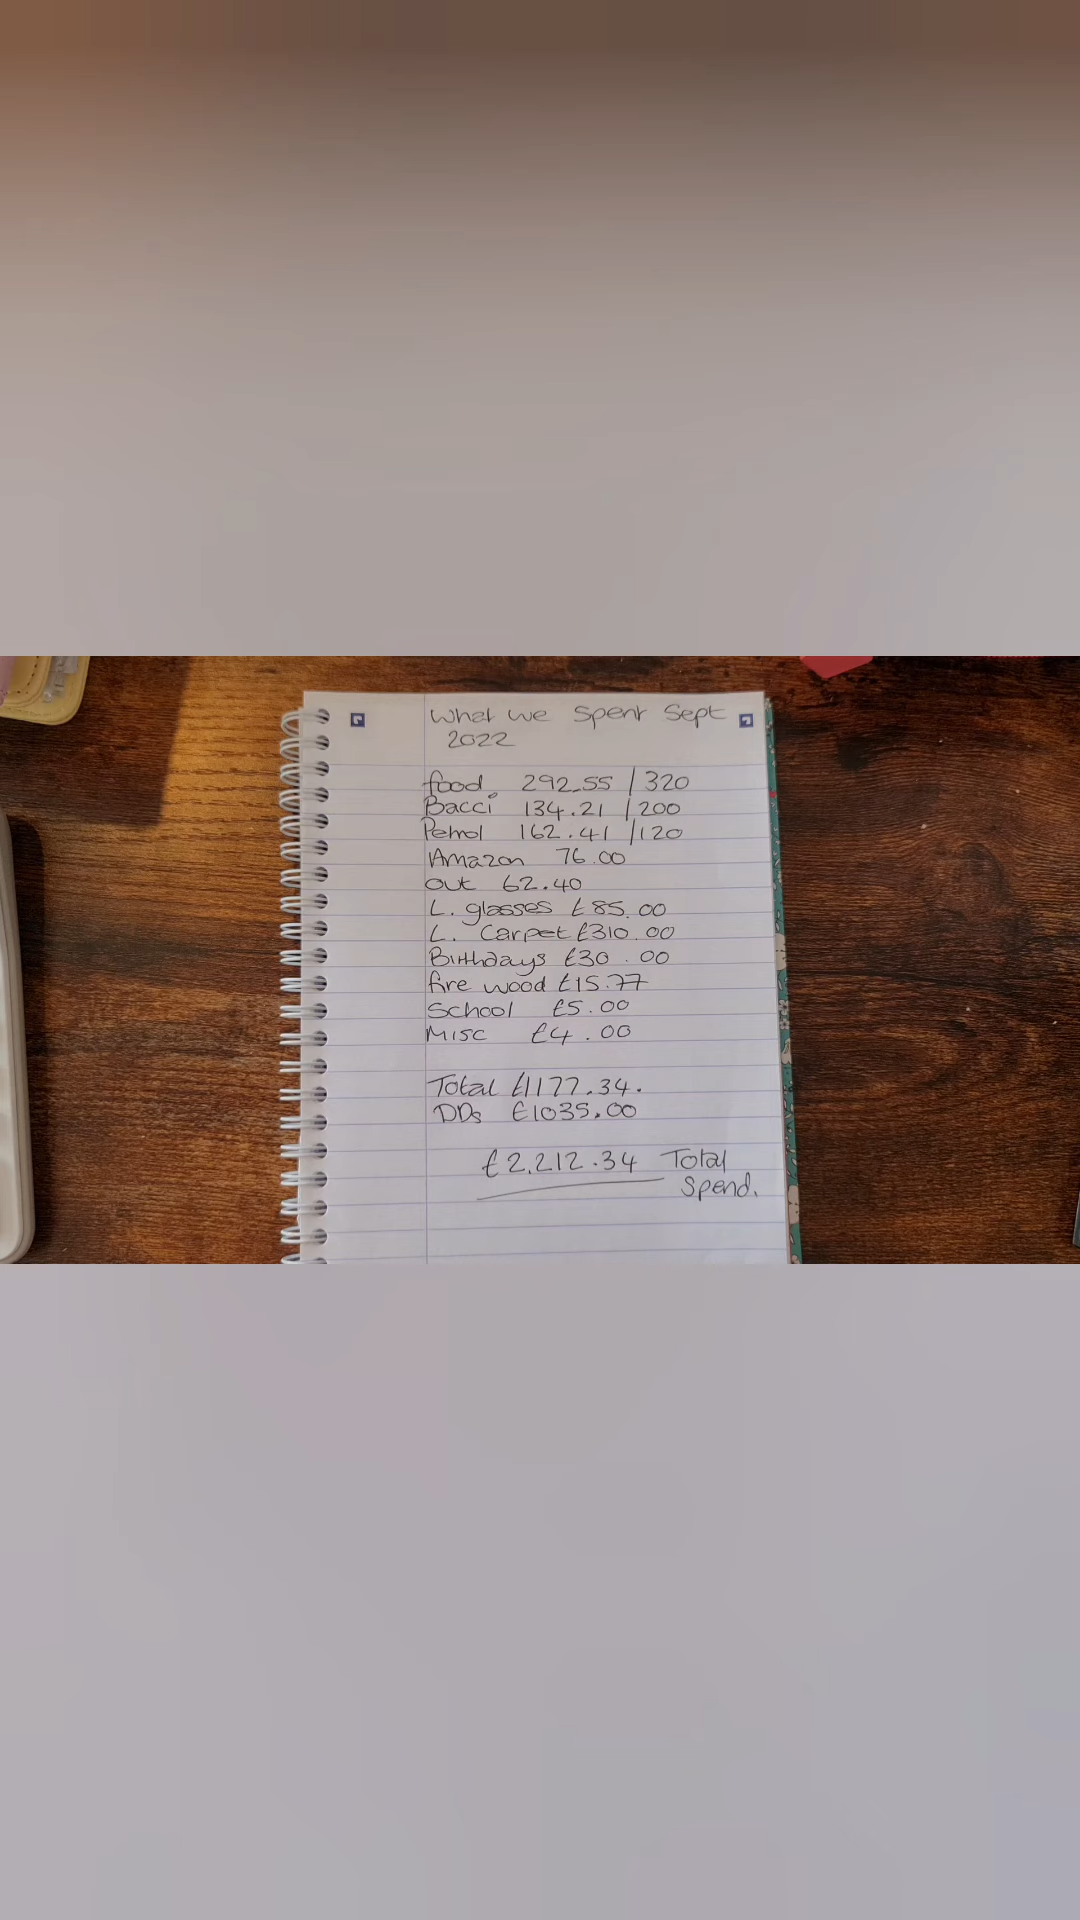 What we Spent Sept
2022
food 292.55 / 320
Bacci 134.21 / 200
Petrol 162.41 / 120
Amazon 76.00
Out 62.40
L. glasses £85.00
L. Carpet £310.00
Birthdays £30.00
fire wood £15.77
School £5.00
Misc £4.00
Total £1177.34.
DDs £1035.00
£2,212.34 Total
Spend.